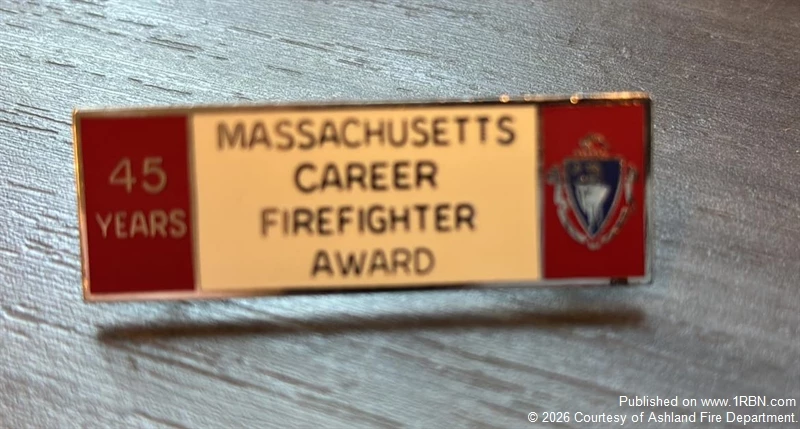 45
YEARS
MASSACHUSETTS
CAREER
FIREFIGHTER
AWARD
Published on www.1RBN.com
© 2026 Courtesy of Ashland Fire Department.